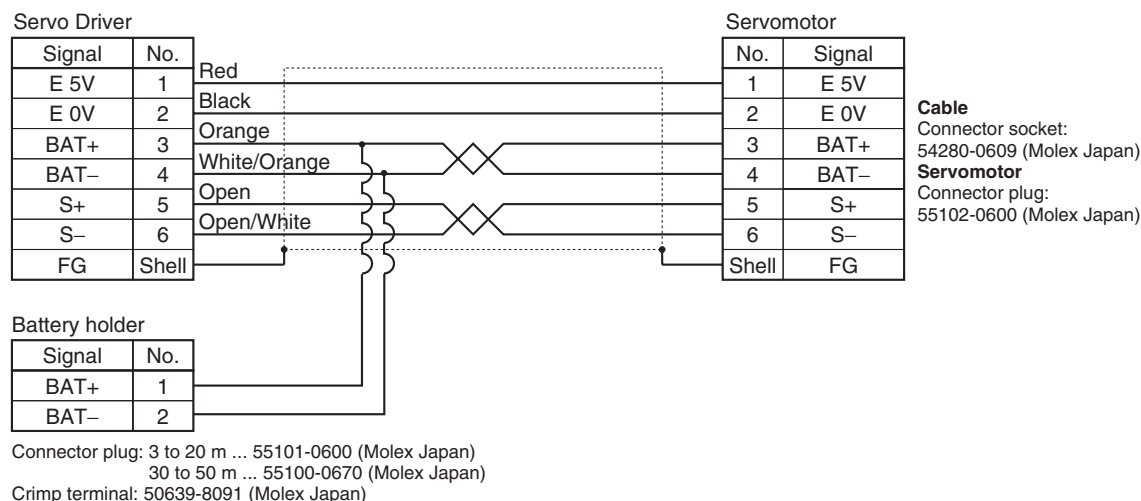 Servo Driver
Signal No.
E 5V 1
E 0V 2
BAT+ 3
BAT− 4
S+ 5
S− 6
FG Shell
Red
Black
Orange
White/Orange
Open
Open/White
Servomotor
No. Signal
1 E 5V
2 E 0V
3 BAT+
4 BAT−
5 S+
6 S−
Shell FG
Cable
Connector socket:
54280-0609 (Molex Japan)
Servomotor
Connector plug:
55102-0600 (Molex Japan)
Battery holder
Signal No.
BAT+ 1
BAT− 2
Connector plug: 3 to 20 m ... 55101-0600 (Molex Japan)
30 to 50 m ... 55100-0670 (Molex Japan)
Crimp terminal: 50639-8091 (Molex Japan)